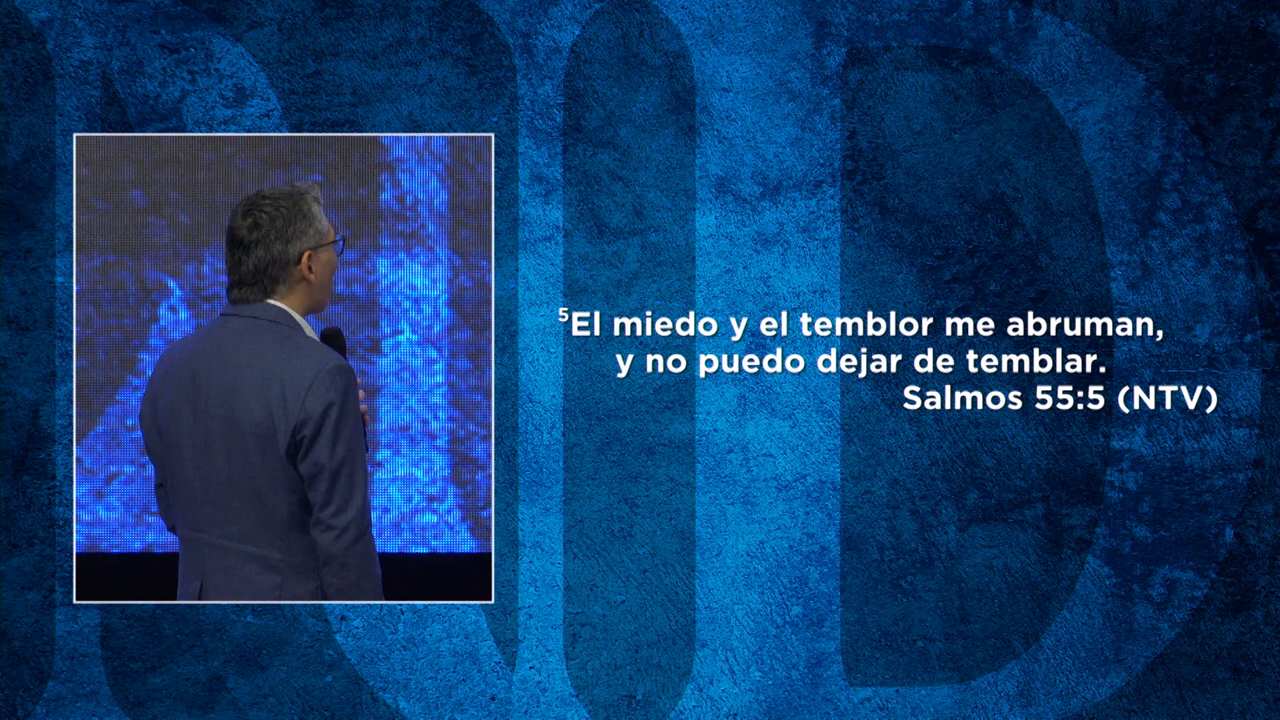 ⁵El miedo y el temblor me abruman,
y no puedo dejar de temblar.
Salmos 55:5 (NTV)